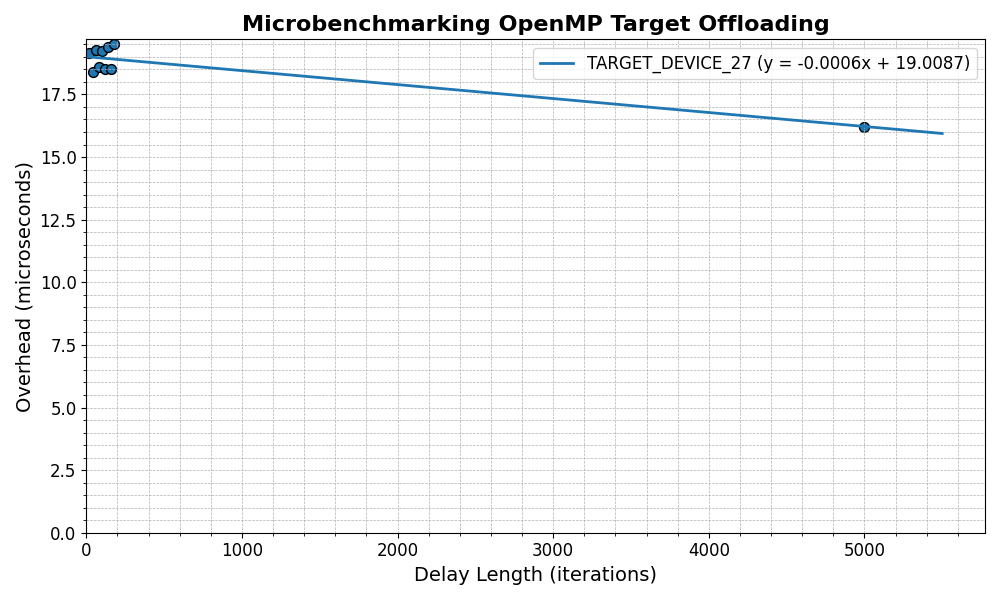 Microbenchmarking OpenMP Target Offloading
TARGET_DEVICE_27 (y = -0.0006x + 19.0087)
Overhead (microseconds)
17.5
15.0
12.5
10.0
7.5
5.0
2.5
0.0
0 1000 2000 3000 4000 5000
Delay Length (iterations)